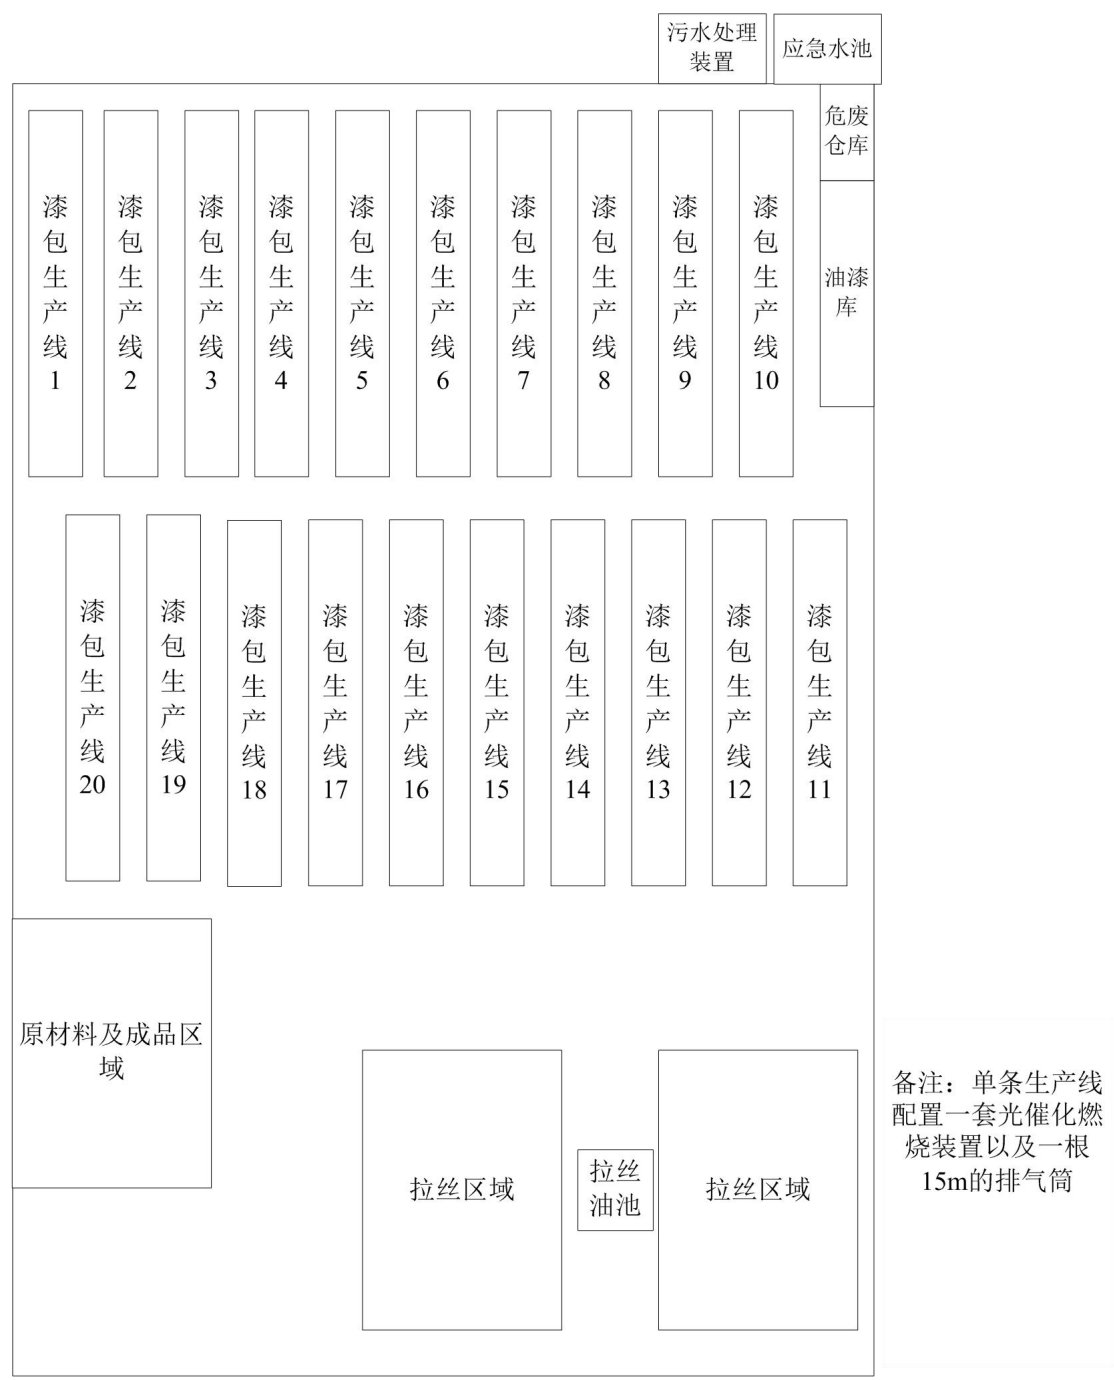 污水处理
装置
应急水池
危废
仓库
漆包生产线1
漆包生产线2
漆包生产线3
漆包生产线4
漆包生产线5
漆包生产线6
漆包生产线7
漆包生产线8
漆包生产线9
漆包生产线10
油漆
库
漆包生产线20
漆包生产线19
漆包生产线18
漆包生产线17
漆包生产线16
漆包生产线15
漆包生产线14
漆包生产线13
漆包生产线12
漆包生产线11
原材料及成品区
域
拉丝区域
拉丝
油池
拉丝区域
备注：单条生产线
配置一套光催化燃
烧装置以及一根
15m的排气筒